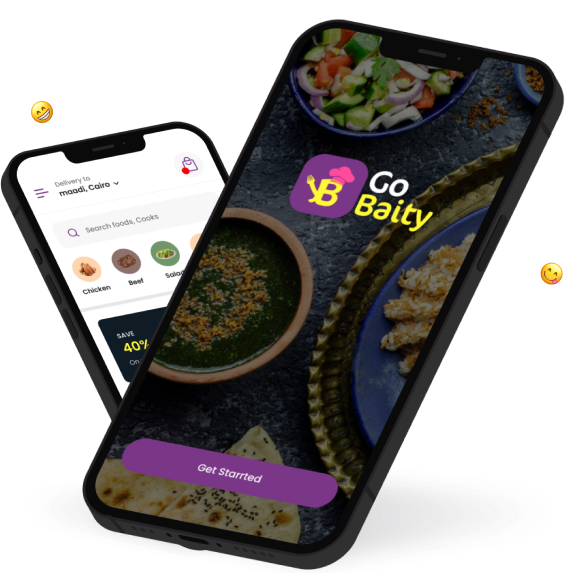 Delivery to
maadi, Cairo
Search foods, Cooks
Chicken
Beef
Salad
SAVE
40%
On
Go
Baity
Get Starrted